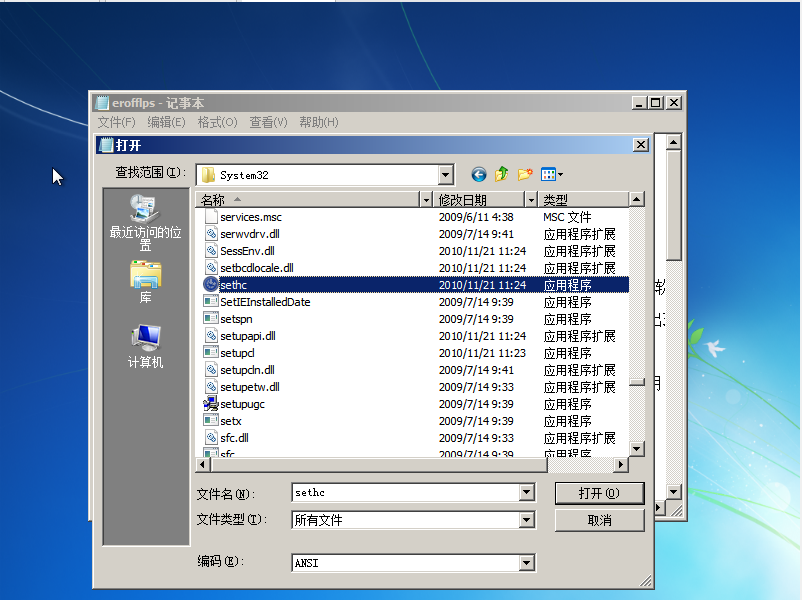 erofflps - 记事本
文件(F) 编辑(E) 格式(O) 查看(V) 帮助(H)
打开
查找范围(I): System32
名称 修改日期 类型
services.msc 2009/6/11 4:38 MSC 文件
serwvdrv.dll 2009/7/14 9:41 应用程序扩展
SessEnv.dll 2010/11/21 11:24 应用程序扩展
setbcdlocale.dll 2010/11/21 11:24 应用程序扩展
sethc 2010/11/21 11:24 应用程序
SetIEInstalledDate 2009/7/14 9:39 应用程序
setspn 2009/7/14 9:39 应用程序
setupapi.dll 2010/11/21 11:24 应用程序扩展
setupcl 2010/11/21 11:23 应用程序
setupcln.dll 2009/7/14 9:41 应用程序扩展
setupetw.dll 2009/7/14 9:33 应用程序扩展
setupugc 2009/7/14 9:39 应用程序
setx 2009/7/14 9:39 应用程序
sfc.dll 2009/7/14 9:33 应用程序扩展
sfc 2009/7/14 9:39 应用程序
最近访问的位
置
库
计算机
文件名(N): sethc 打开(O)
文件类型(T): 所有文件 取消
编码(E): ANSI